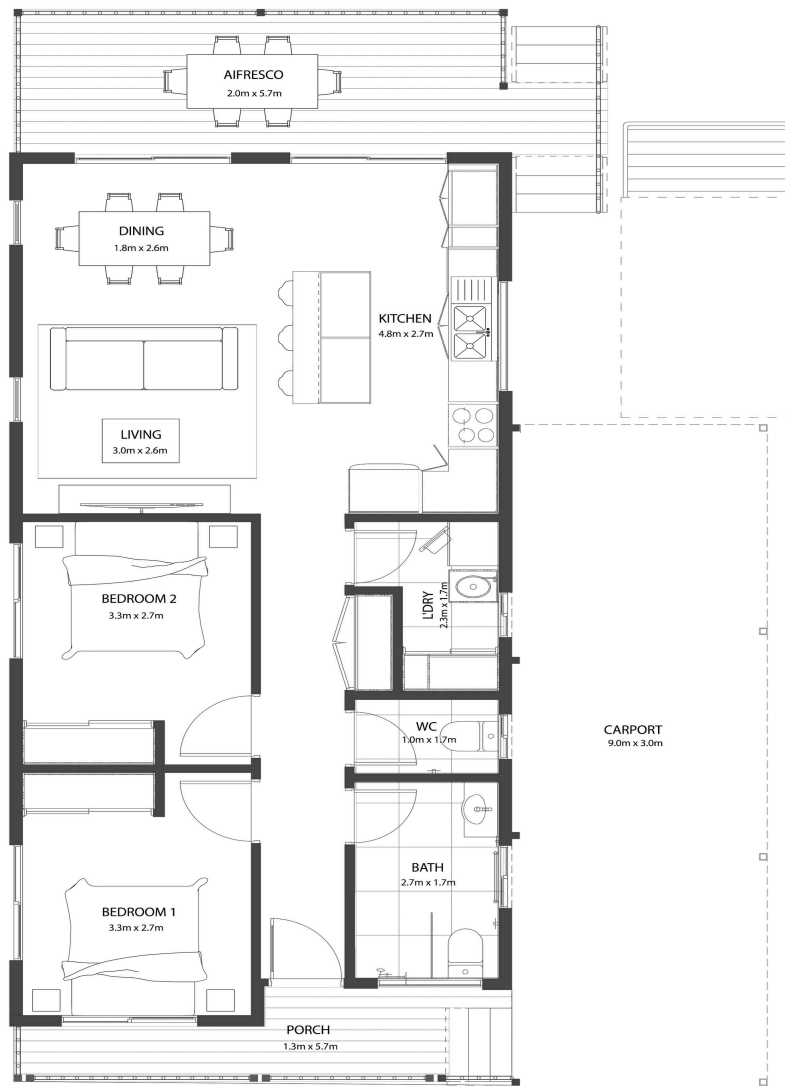 AIFRESCO
2.0m x 5.7m
DINING
1.8m x 2.6m
KITCHEN
4.8m x 2.7m
LIVING
3.0m x 2.6m
BEDROOM 2
3.3m x 2.7m
L'DRY
2.3m x 1.7m
WC
1.0m x 1.7m
CARPORT
9.0m x 3.0m
BATH
2.7m x 1.7m
BEDROOM 1
3.3m x 2.7m
PORCH
1.3m x 5.7m